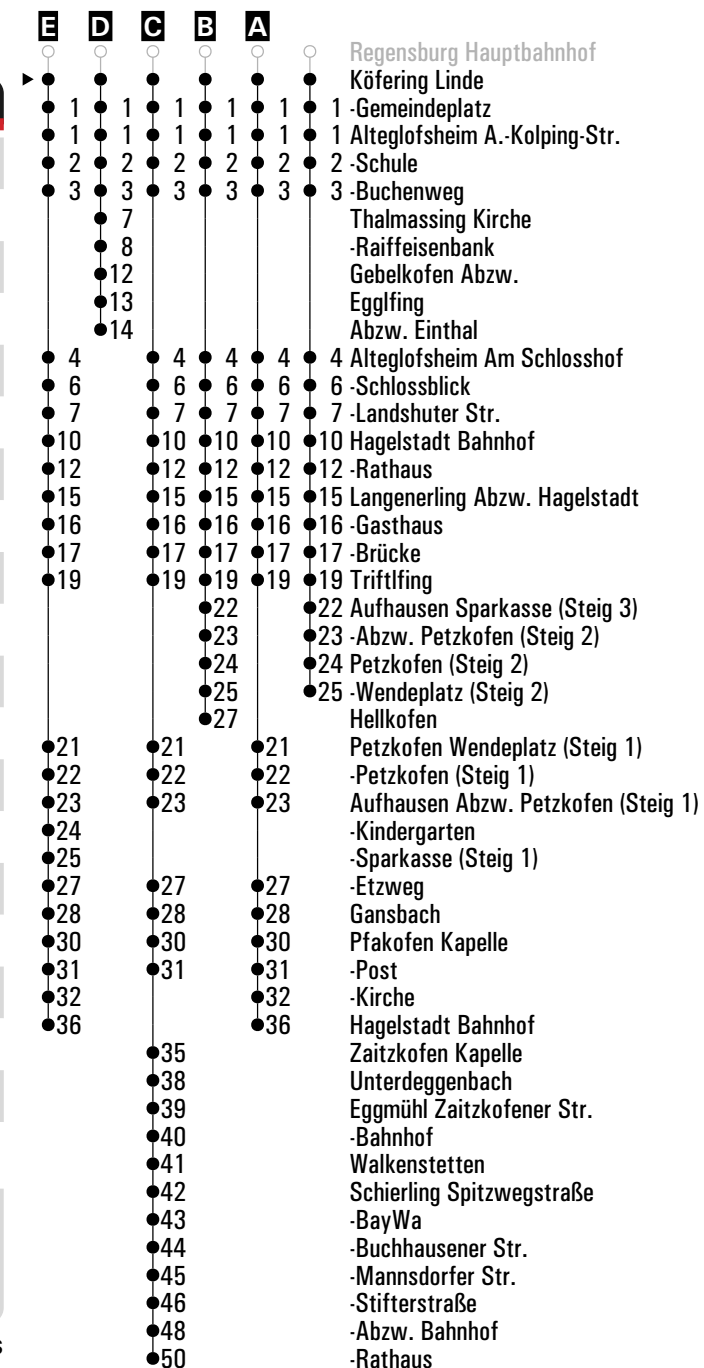 E D C B A
Regensburg Hauptbahnhof
Köfering Linde
1 1 1 1 1 1 -Gemeindeplatz
1 1 1 1 1 1 Alteglofsheim A.-Kolping-Str.
2 2 2 2 2 2 -Schule
3 3 3 3 3 3 -Buchenweg
7 Thalmassing Kirche
8 -Raiffeisenbank
12 Gebelkofen Abzw.
13 Egglfing
14 Abzw. Einthal
4 4 4 4 4 Alteglofsheim Am Schlosshof
6 6 6 6 6 -Schlossblick
7 7 7 7 7 -Landshuter Str.
10 10 10 10 10 Hagelstadt Bahnhof
12 12 12 12 12 -Rathaus
15 15 15 15 15 Langenerling Abzw. Hagelstadt
16 16 16 16 16 -Gasthaus
17 17 17 17 17 -Brücke
19 19 19 19 19 Triftlfing
22 22 Aufhausen Sparkasse (Steig 3)
23 23 -Abzw. Petzkofen (Steig 2)
24 24 Petzkofen (Steig 2)
25 25 -Wendeplatz (Steig 2)
27 Hellkofen
21 21 21 Petzkofen Wendeplatz (Steig 1)
22 22 22 -Petzkofen (Steig 1)
23 23 23 Aufhausen Abzw. Petzkofen (Steig 1)
24 -Kindergarten
25 -Sparkasse (Steig 1)
27 27 27 -Etzweg
28 28 28 Gansbach
30 30 30 Pfakofen Kapelle
31 31 31 -Post
32 32 -Kirche
36 36 Hagelstadt Bahnhof
35 Zaitzkofen Kapelle
38 Unterdeggenbach
39 Eggmühl Zaitzkofener Str.
40 -Bahnhof
41 Walkenstetten
42 Schierling Spitzwegstraße
43 -BayWa
44 -Buchhausener Str.
45 -Mannsdorfer Str.
46 -Stifterstraße
48 -Abzw. Bahnhof
50 -Rathaus